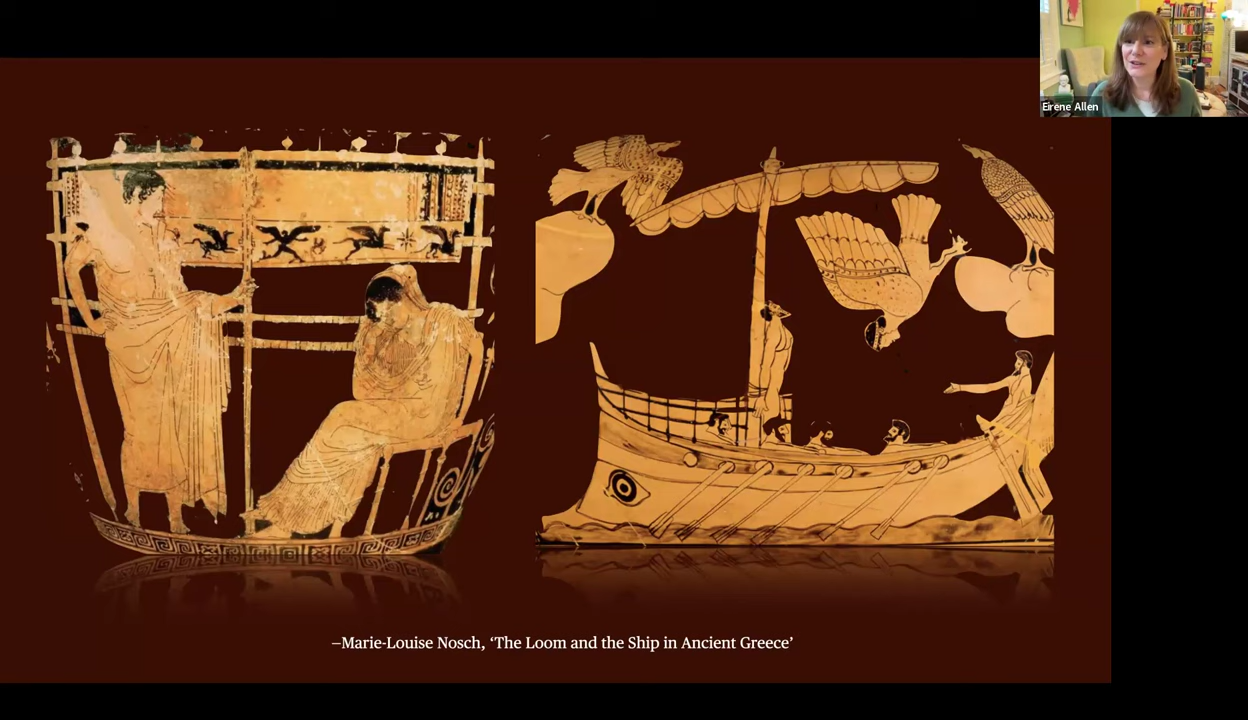 Eirene Allen
–Marie-Louise Nosch, ‘The Loom and the Ship in Ancient Greece’